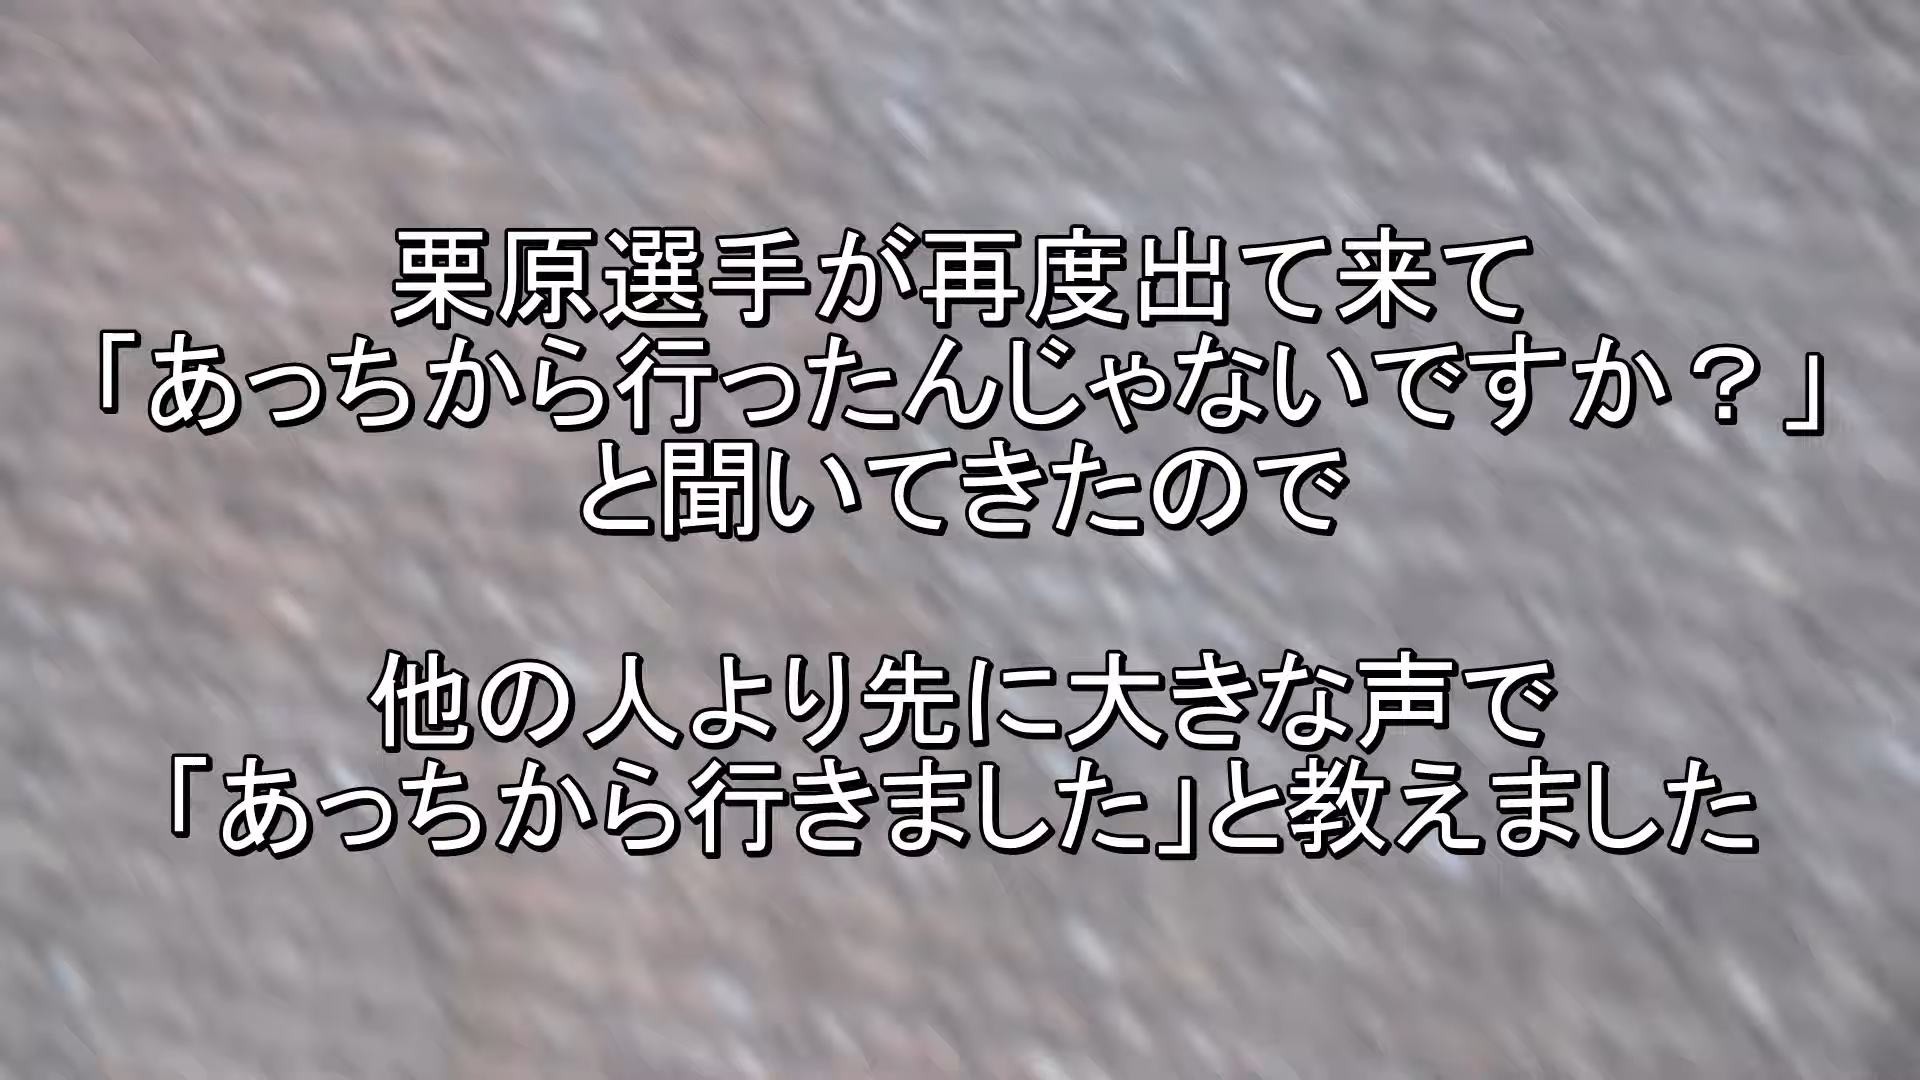 栗原選手が再度出て来て
「あっちから行ったんじゃないですか？」
と聞いてきたので
他の人より先に大きな声で
「あっちから行きました」と教えました